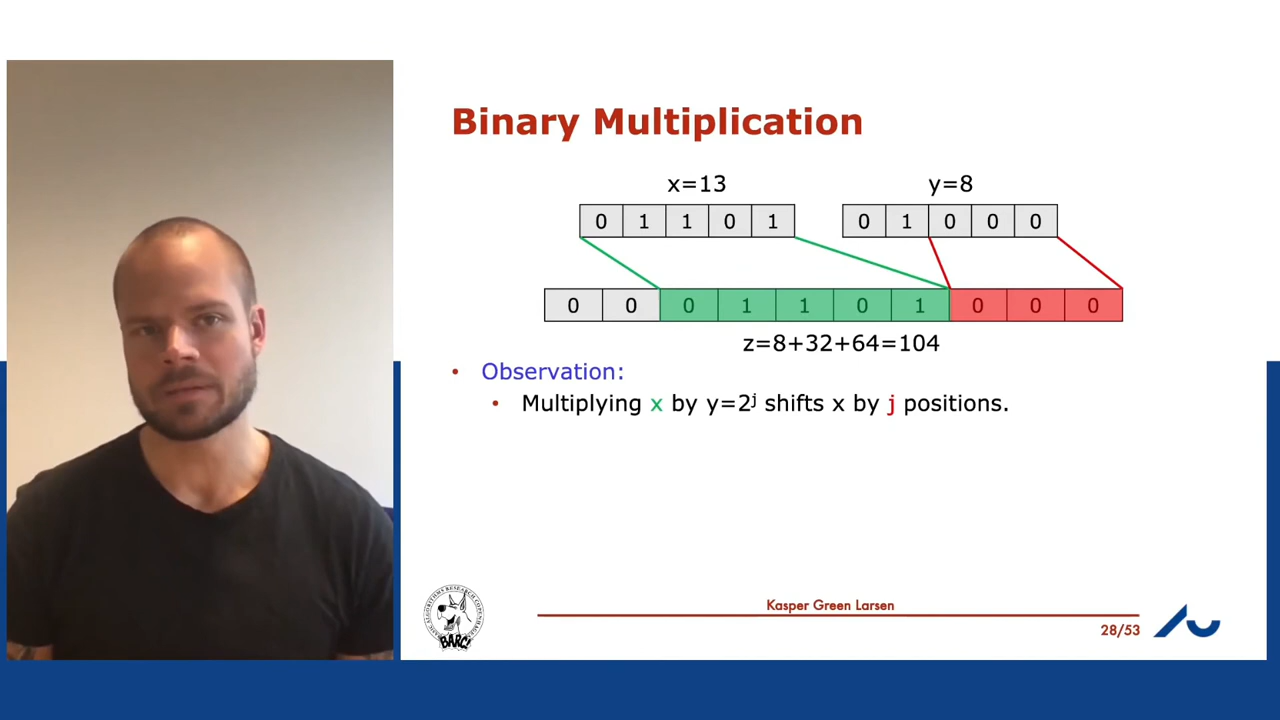 Binary Multiplication
x=13 y=8
0 1 1 0 1 0 1 0 0 0
0 0 0 1 1 0 1 0 0 0
z=8+32+64=104
• Observation:
• Multiplying x by y=2ʲ shifts x by j positions.
BARC!
Kasper Green Larsen
28/53